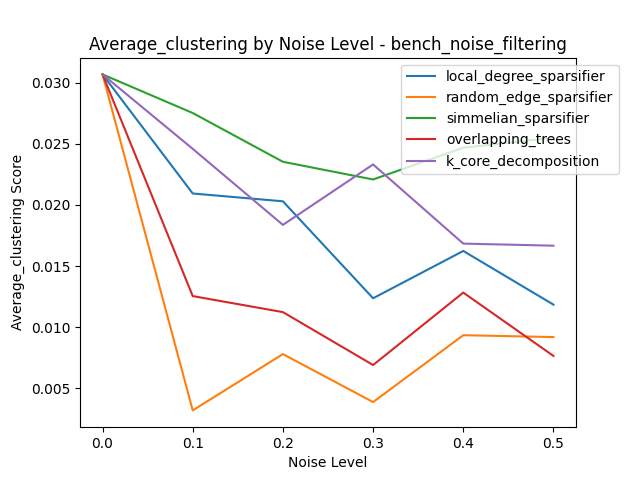 Average_clustering by Noise Level - bench_noise_filtering
local_degree_sparsifier
random_edge_sparsifier
simmelian_sparsifier
overlapping_trees
k_core_decomposition
Average_clustering Score
0.030
0.025
0.020
0.015
0.010
0.005
0.0 0.1 0.2 0.3 0.4 0.5
Noise Level